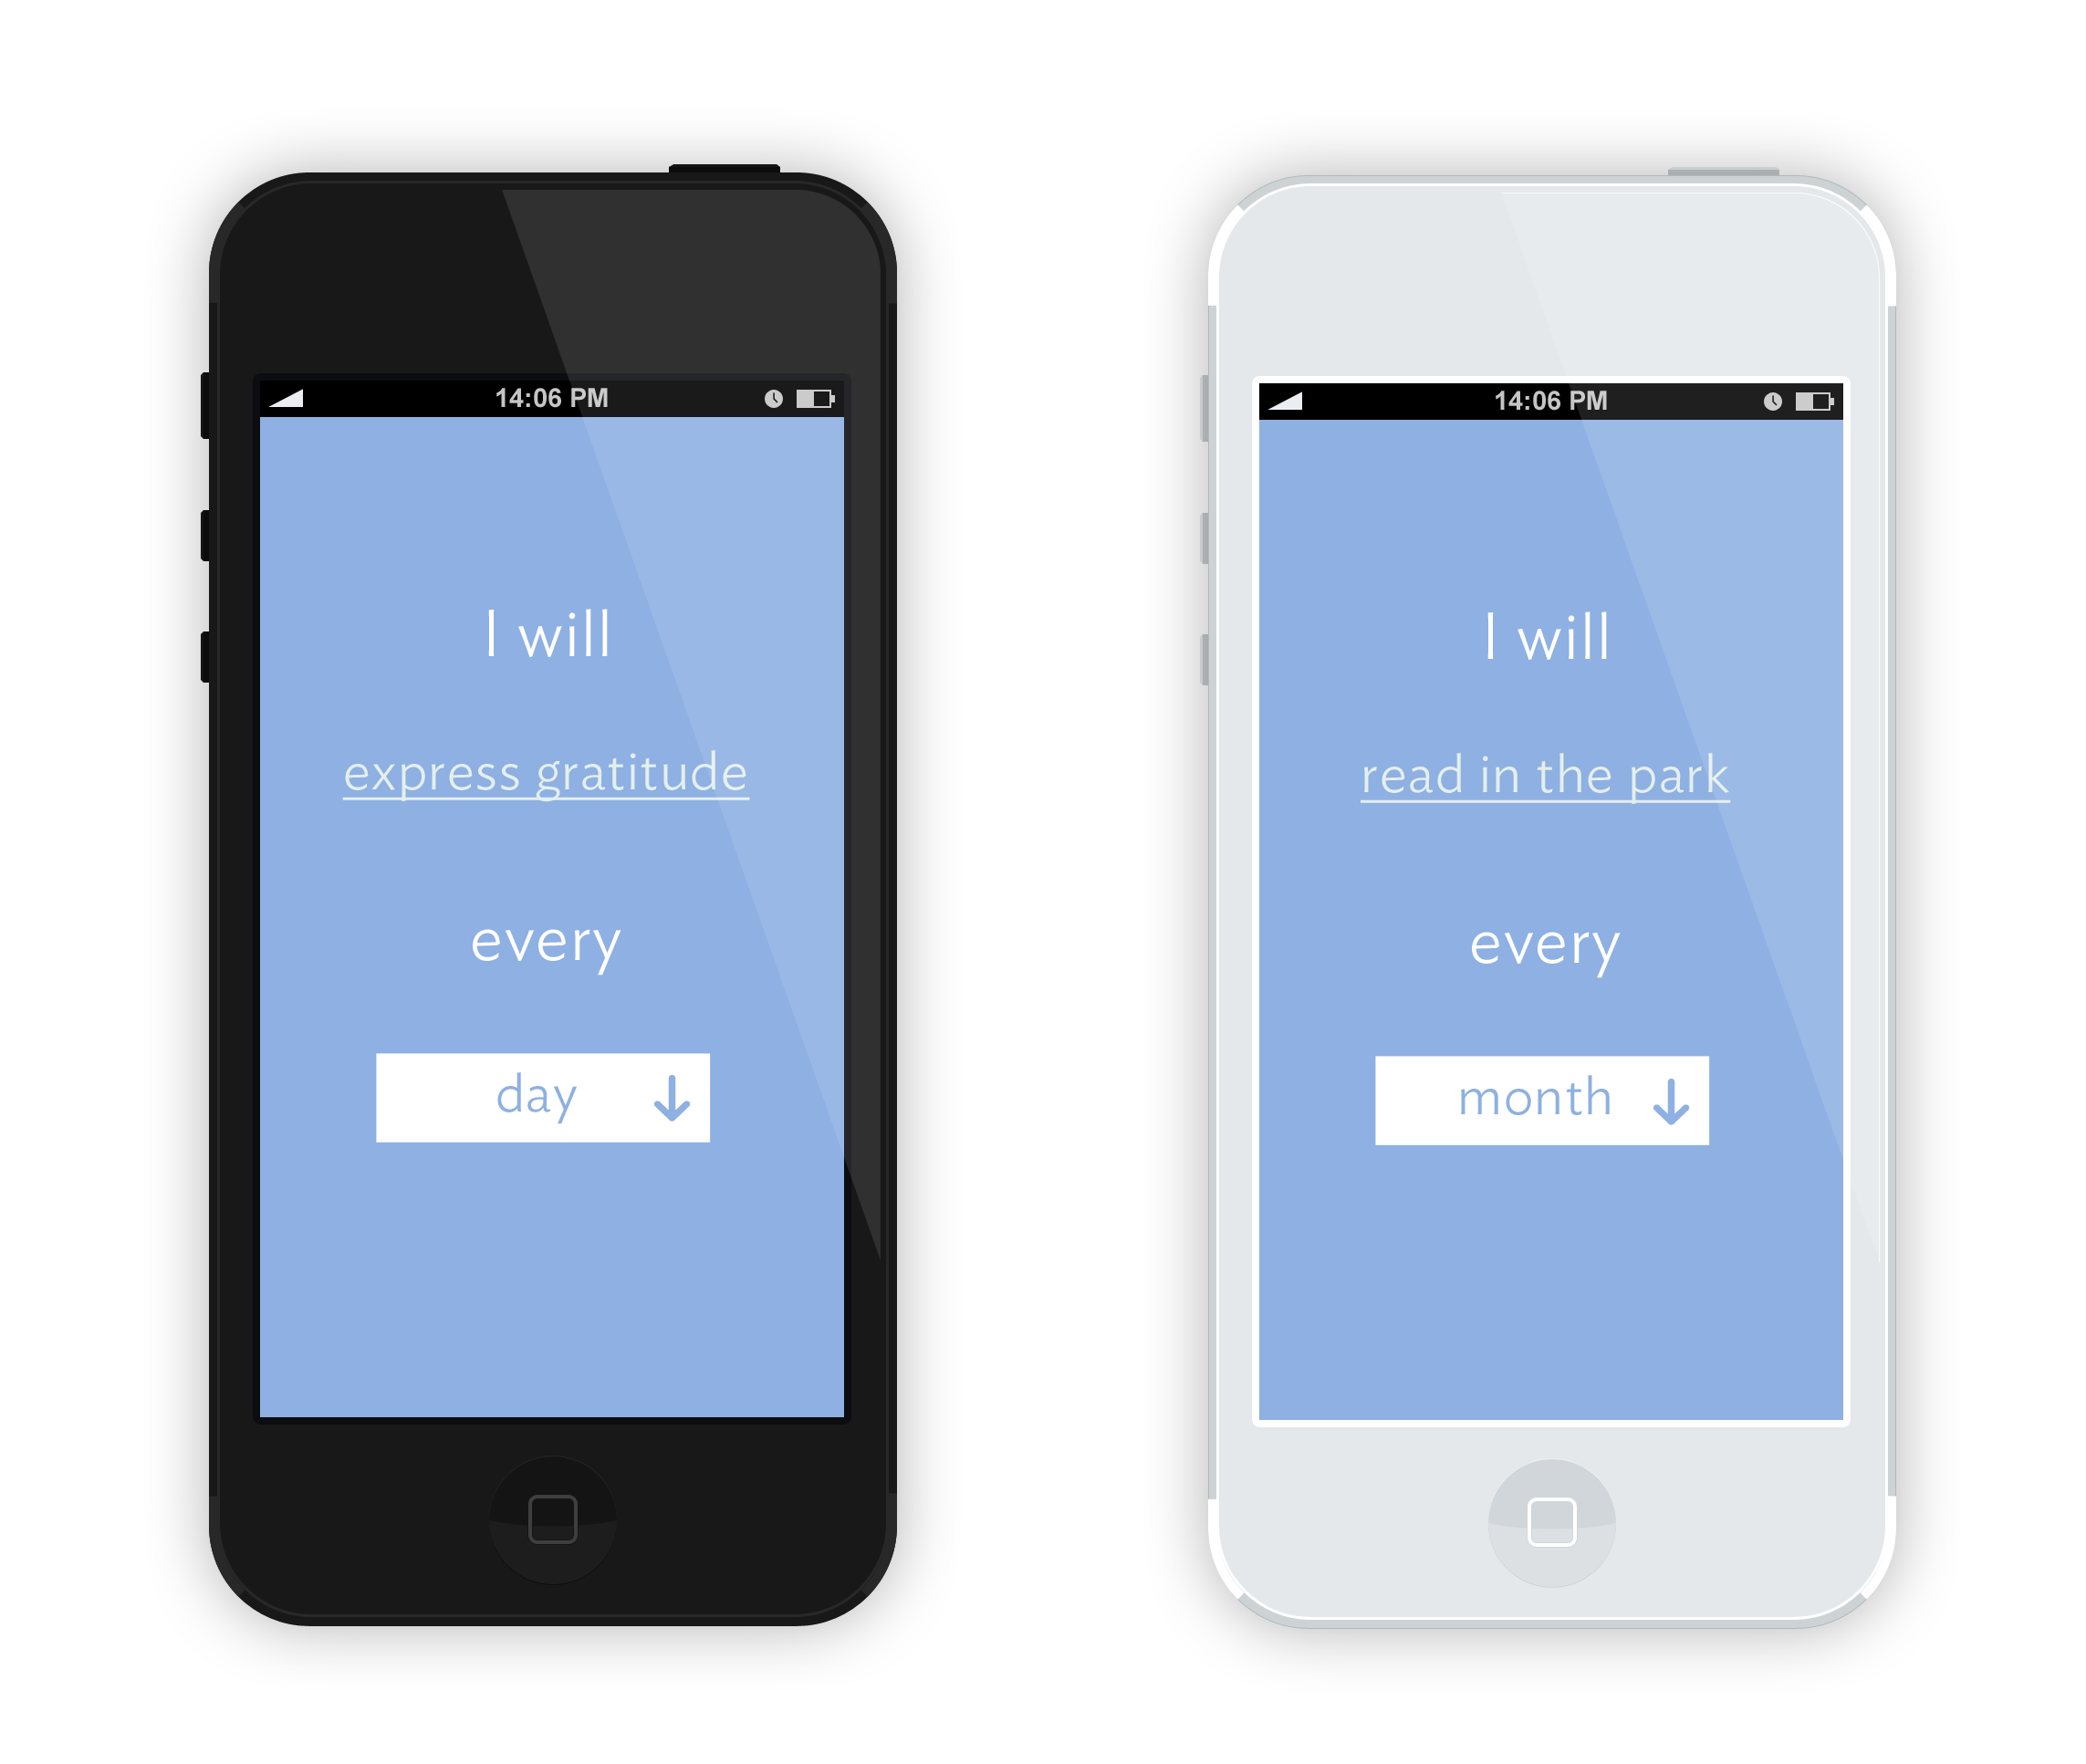 14:06 PM
I will
express gratitude
every
day
14:06 PM
I will
read in the park
every
month